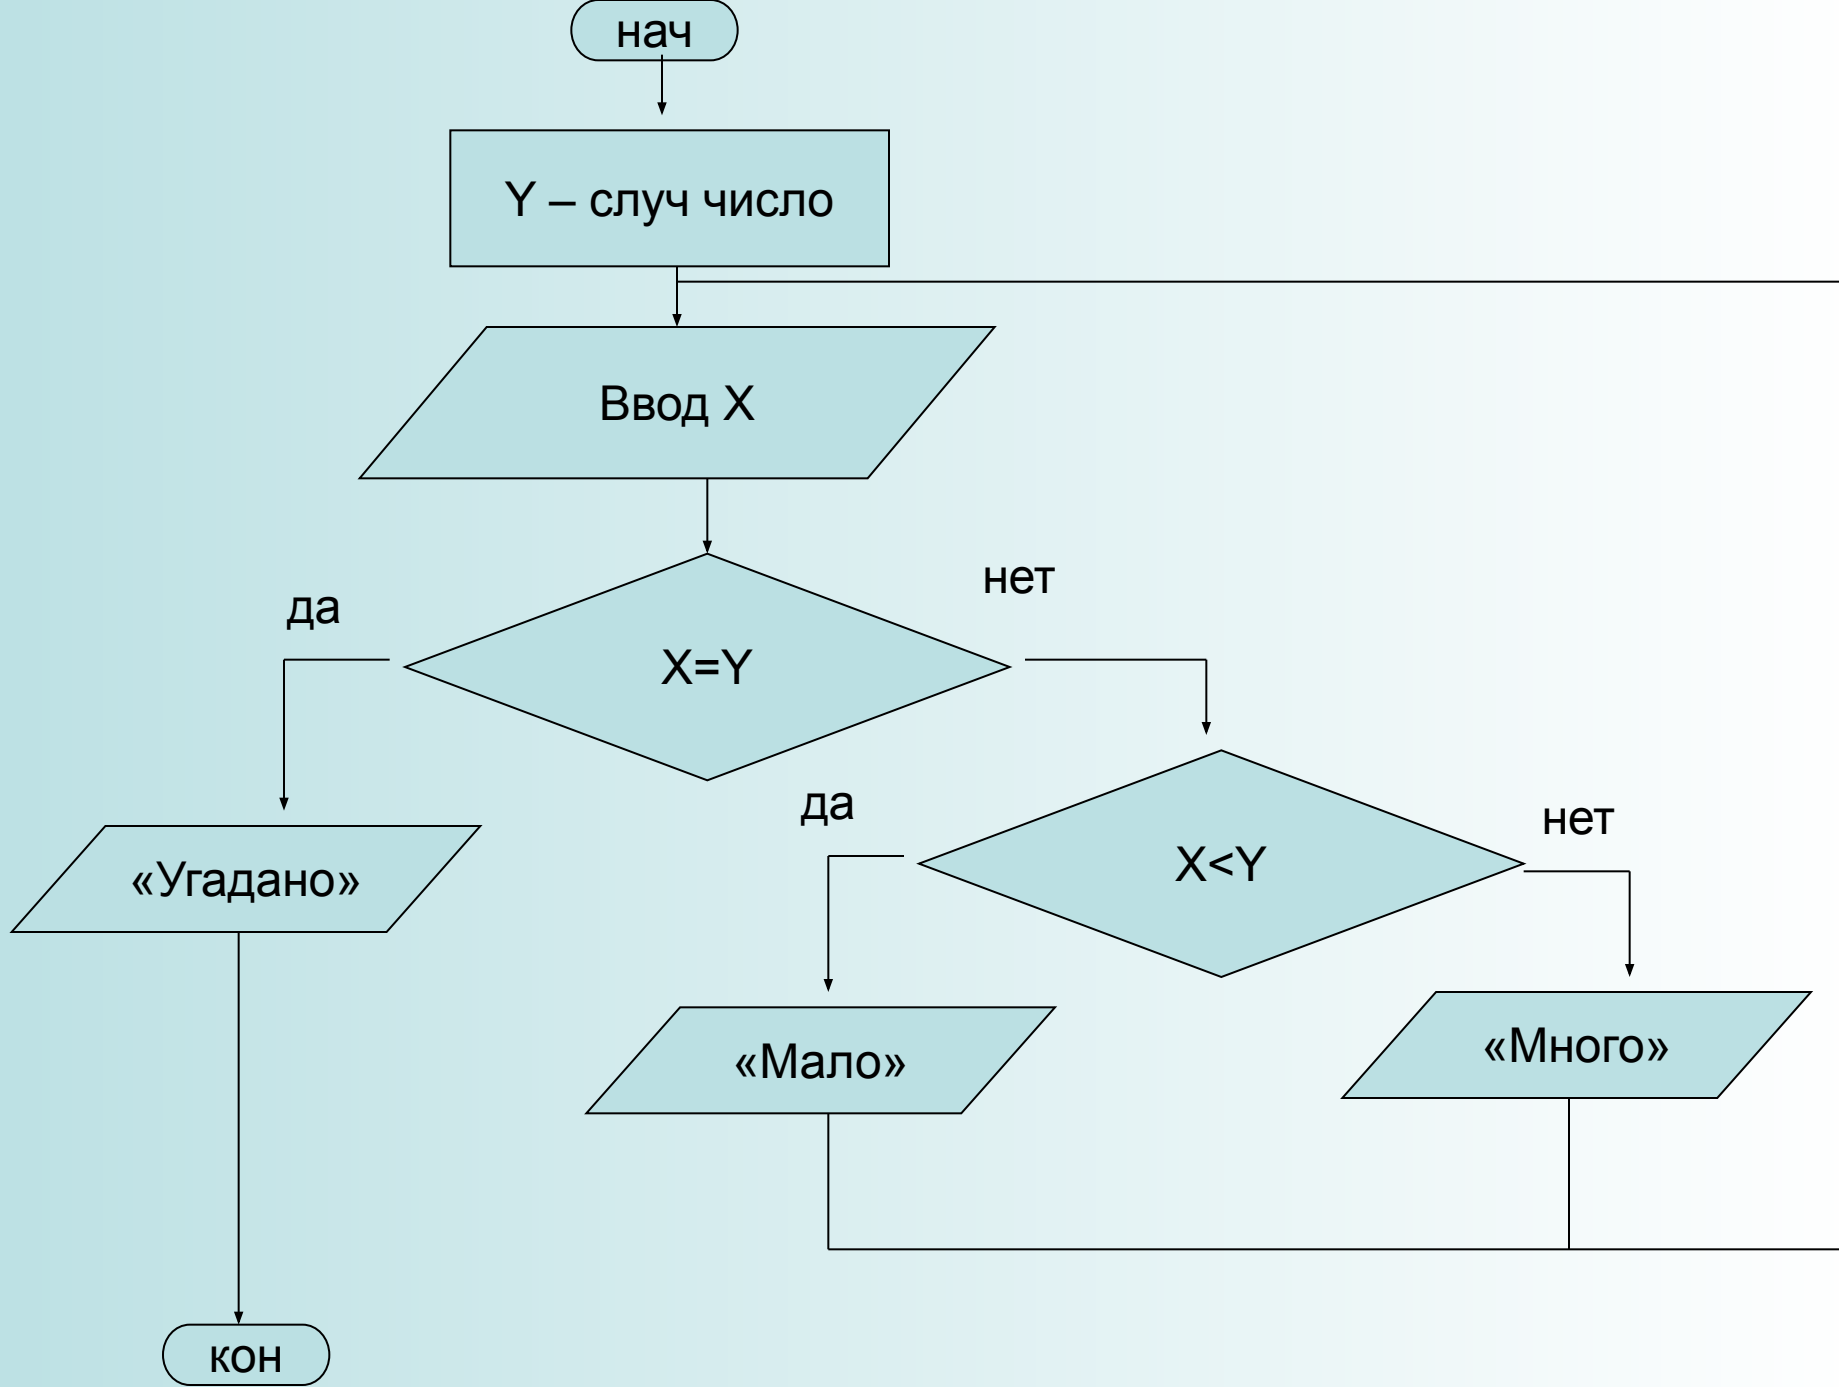 нач
Y – случ число
Ввод X
да
нет
X=Y
да
нет
X<Y
«Угадано»
«Мало»
«Много»
кон